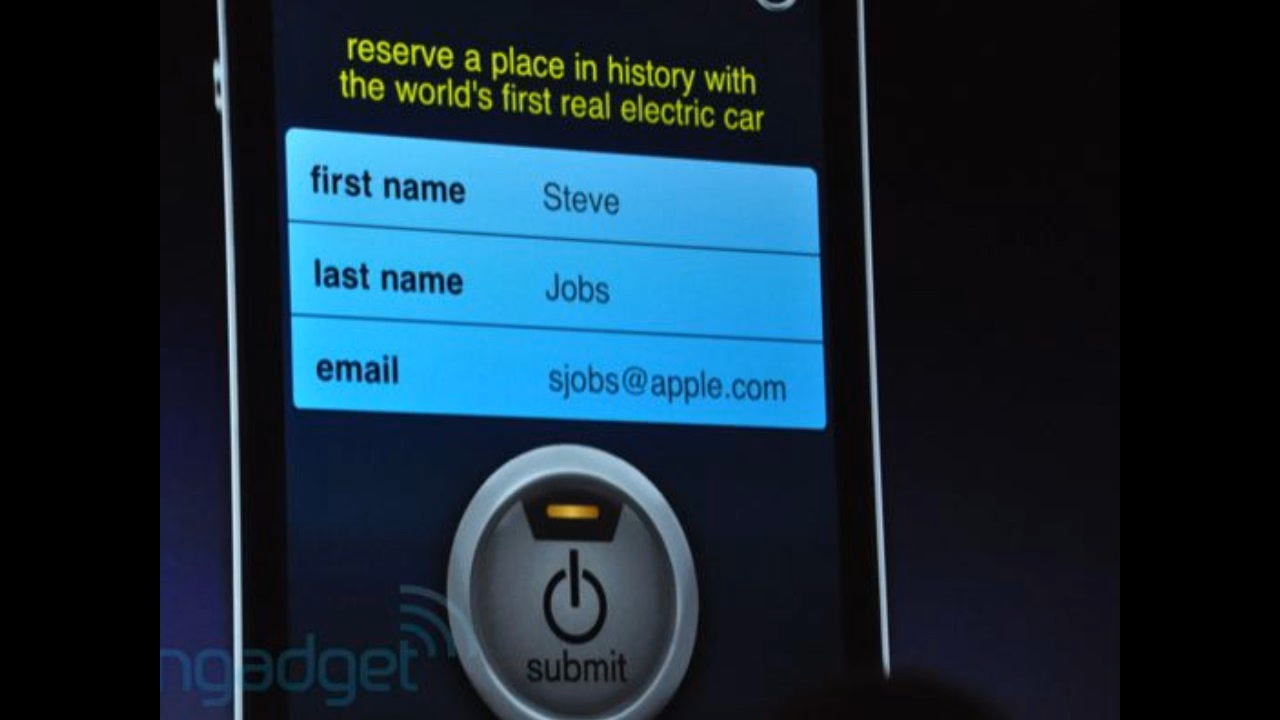 reserve a place in history with
the world's first real electric car
first name Steve
last name Jobs
email sjobs@apple.com
submit
ngadget